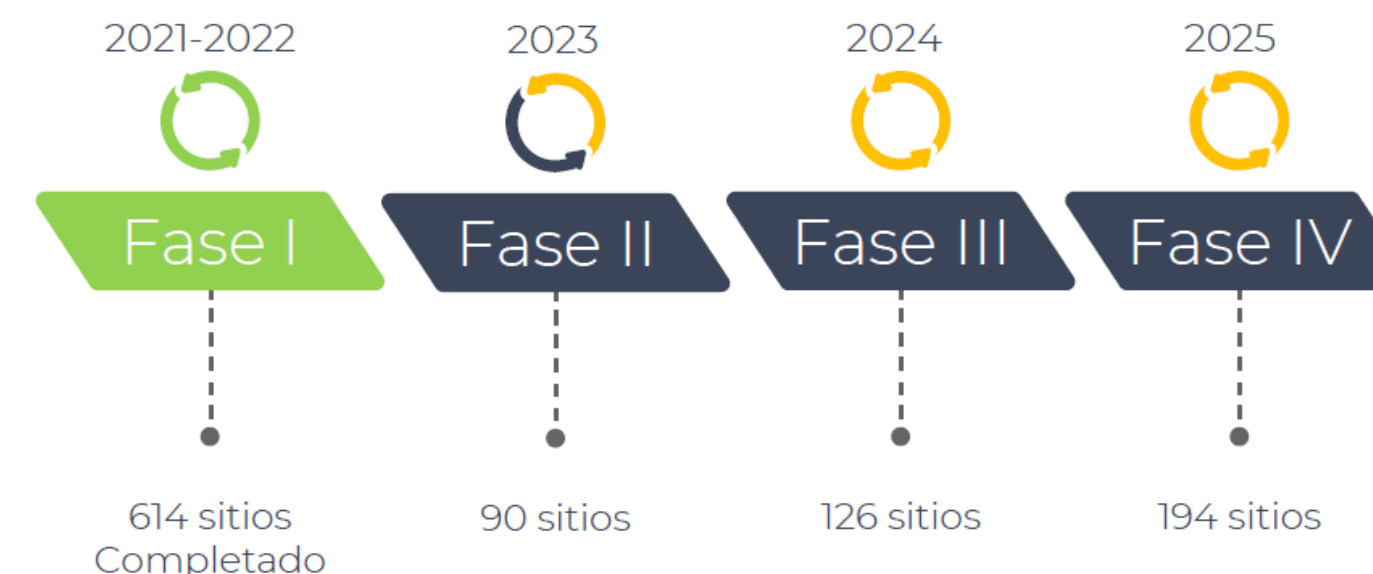 2021-2022
2023
2024
2025
Fase I
Fase II
Fase III
Fase IV
614 sitios
Completado
90 sitios
126 sitios
194 sitios